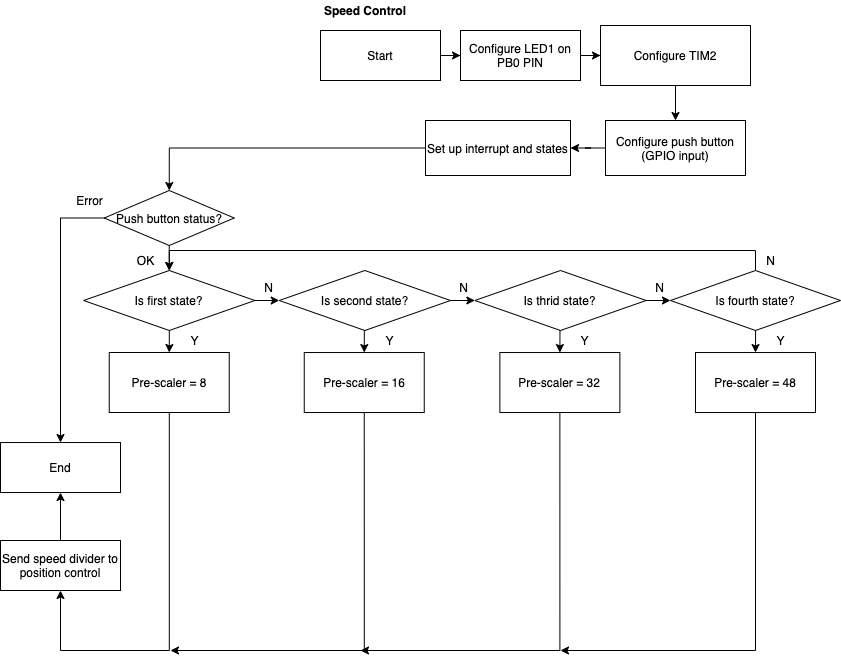 Speed Control
Start
Configure LED1 on
PB0 PIN
Configure TIM2
Configure push button
(GPIO input)
Set up interrupt and states
Push button status?
Error
OK
Is first state?
N
Is second state?
N
Is thrid state?
N
Is fourth state?
N
Y
Y
Y
Y
Pre-scaler = 8
Pre-scaler = 16
Pre-scaler = 32
Pre-scaler = 48
End
Send speed divider to
position control